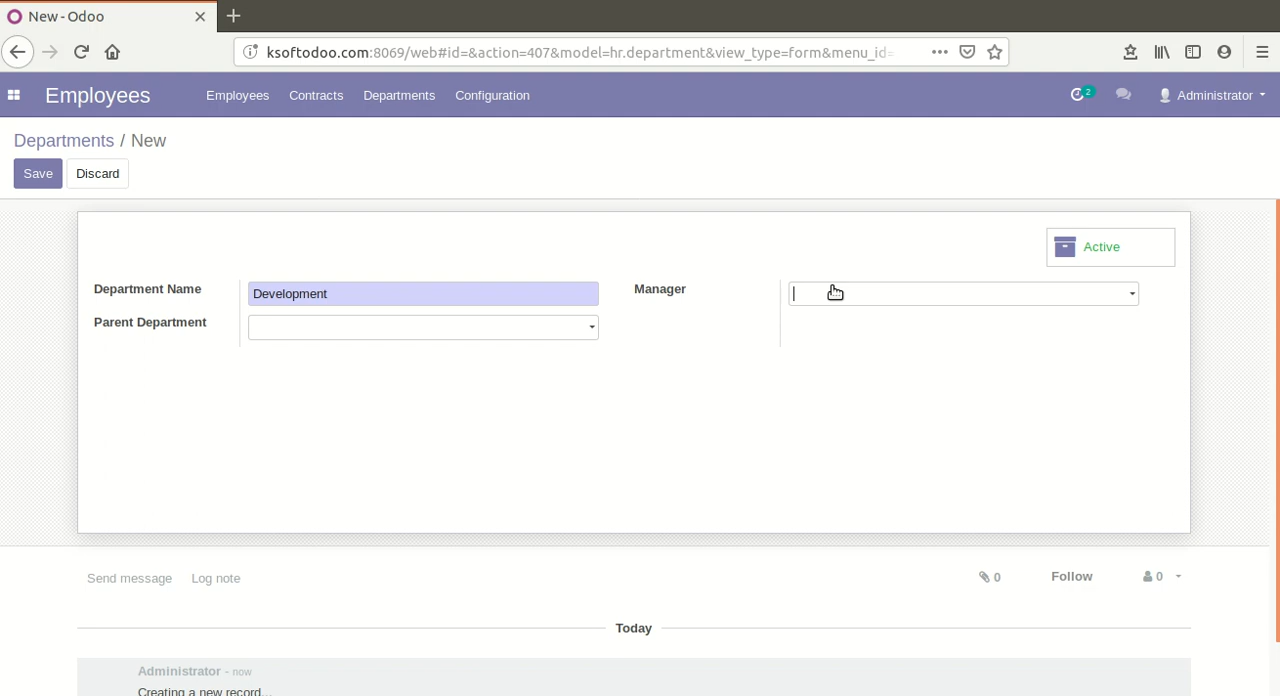 New - Odoo
ksoftodoo.com:8069/web#id=&action=407&model=hr.department&view_type=form&menu_id=
Employees Employees Contracts Departments Configuration 2 Administrator
Departments / New
Save Discard
Active
Department Name Development Manager
Parent Department
Send message Log note 0 Follow 0
Today
Administrator - now
Creating a new record...